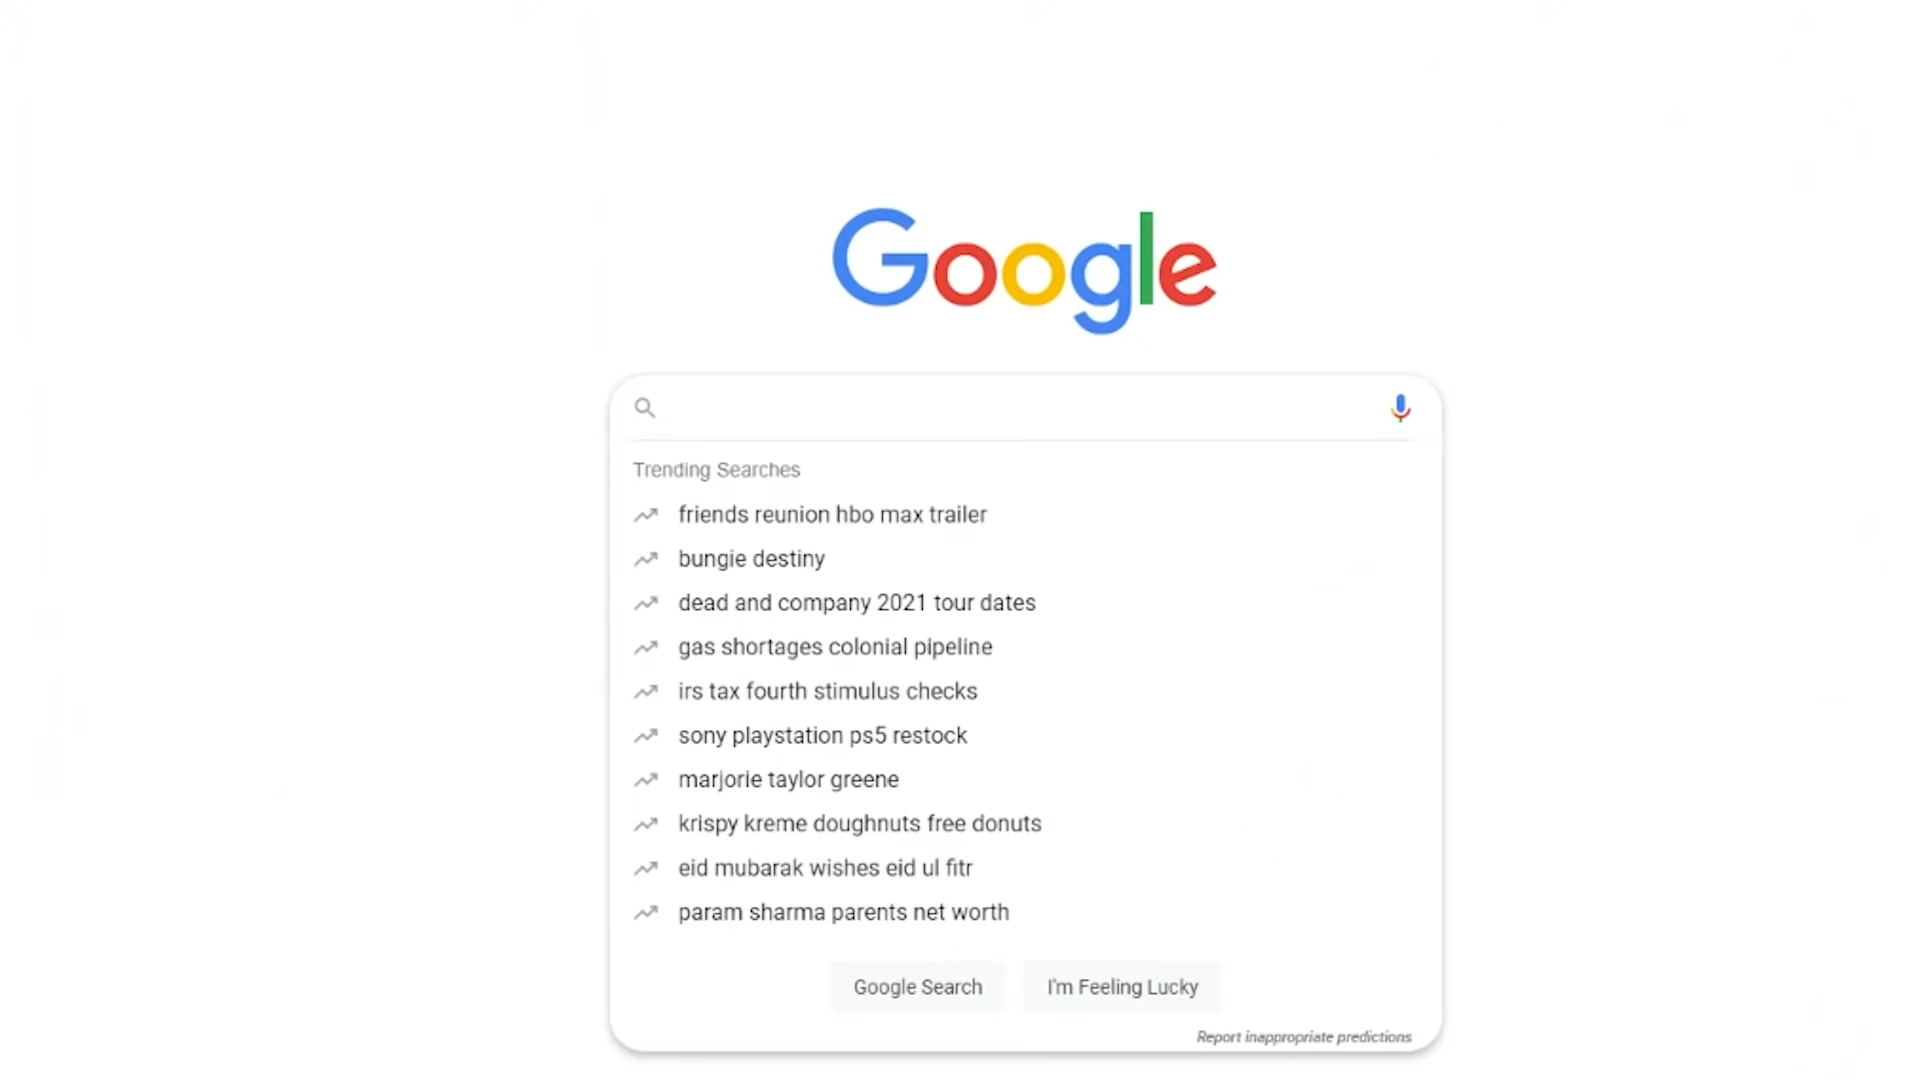 Google
Trending Searches
friends reunion hbo max trailer
bungie destiny
dead and company 2021 tour dates
gas shortages colonial pipeline
irs tax fourth stimulus checks
sony playstation ps5 restock
marjorie taylor greene
krispy kreme doughnuts free donuts
eid mubarak wishes eid ul fitr
param sharma parents net worth
Google Search I'm Feeling Lucky
Report inappropriate predictions